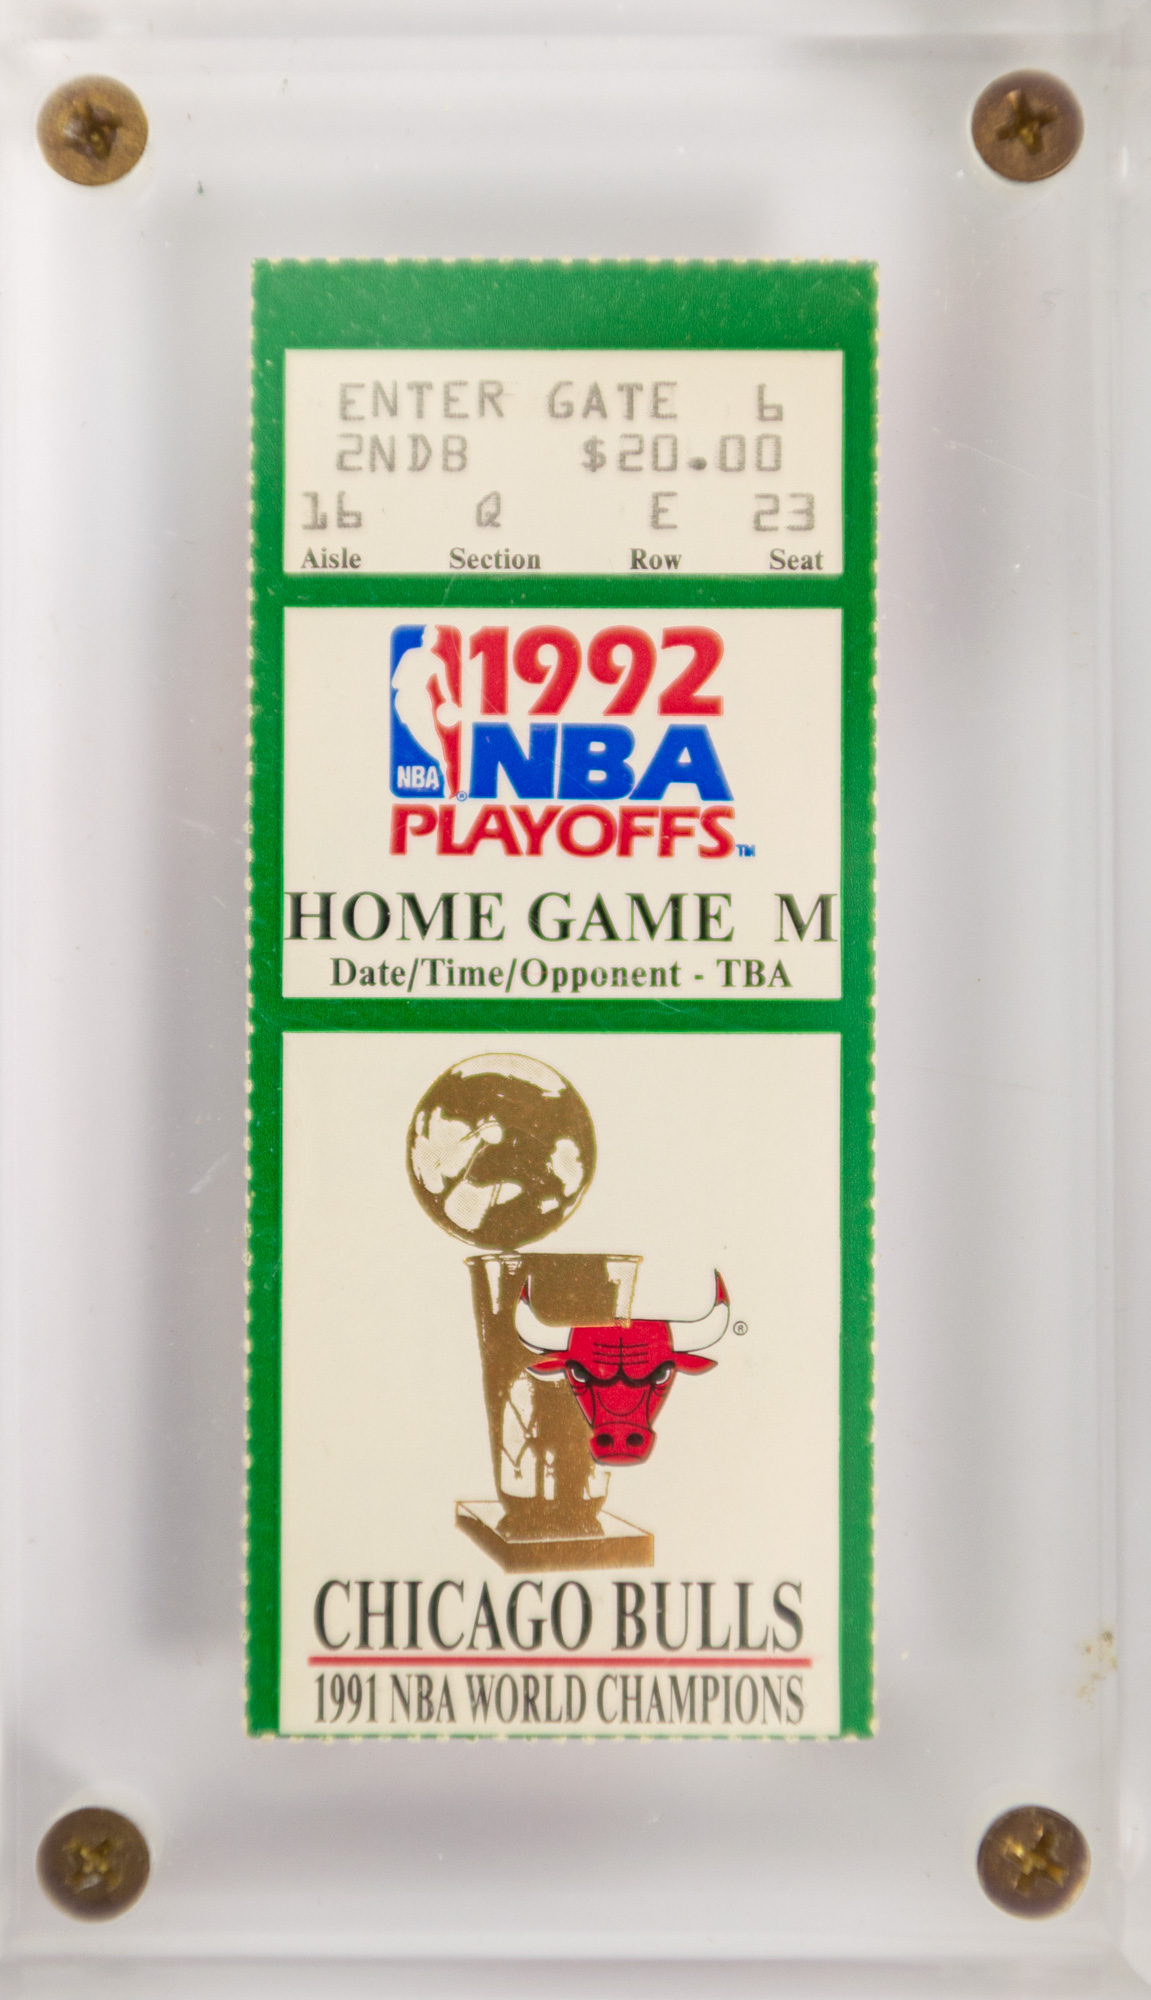 ENTER GATE 6
2NDB $20.00
16 Q E 23
Aisle Section Row Seat
1992
NBA NBA
PLAYOFFS™
HOME GAME M
Date/Time/Opponent - TBA
®
CHICAGO BULLS
1991 NBA WORLD CHAMPIONS